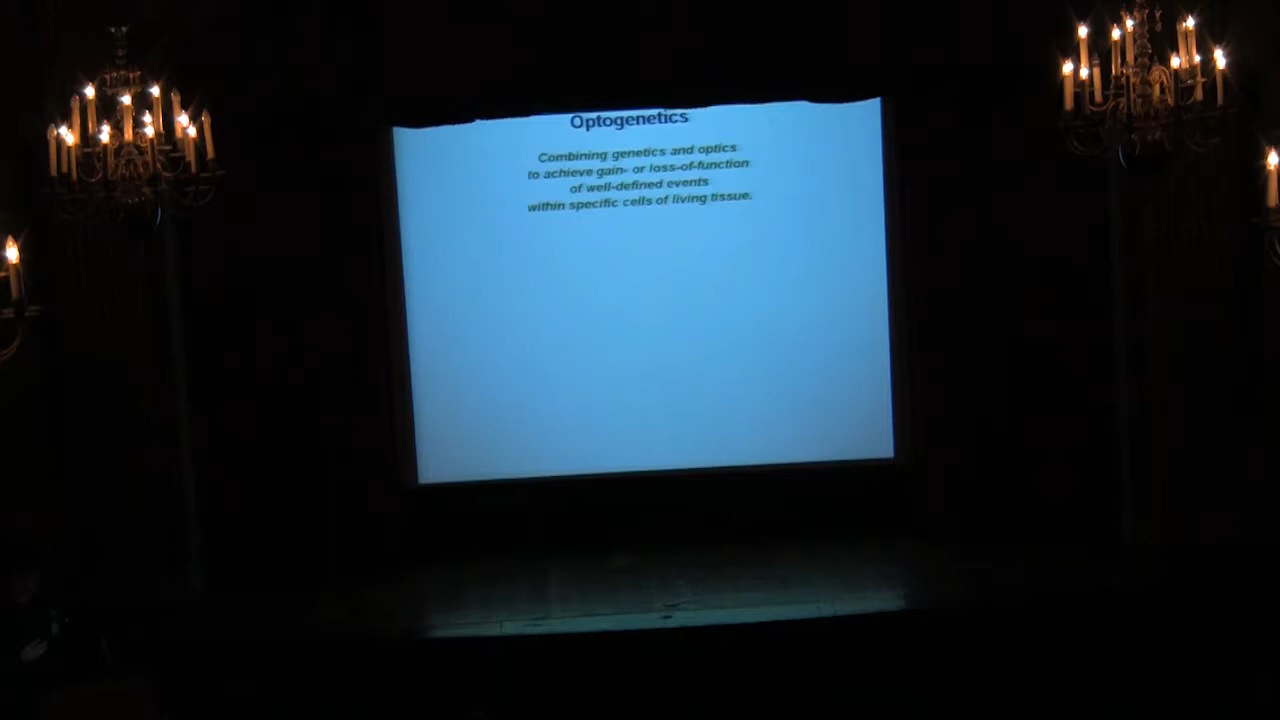 Optogenetics
Combining genetics and optics
to achieve gain- or loss-of-function
of well-defined events
within specific cells of living tissue.